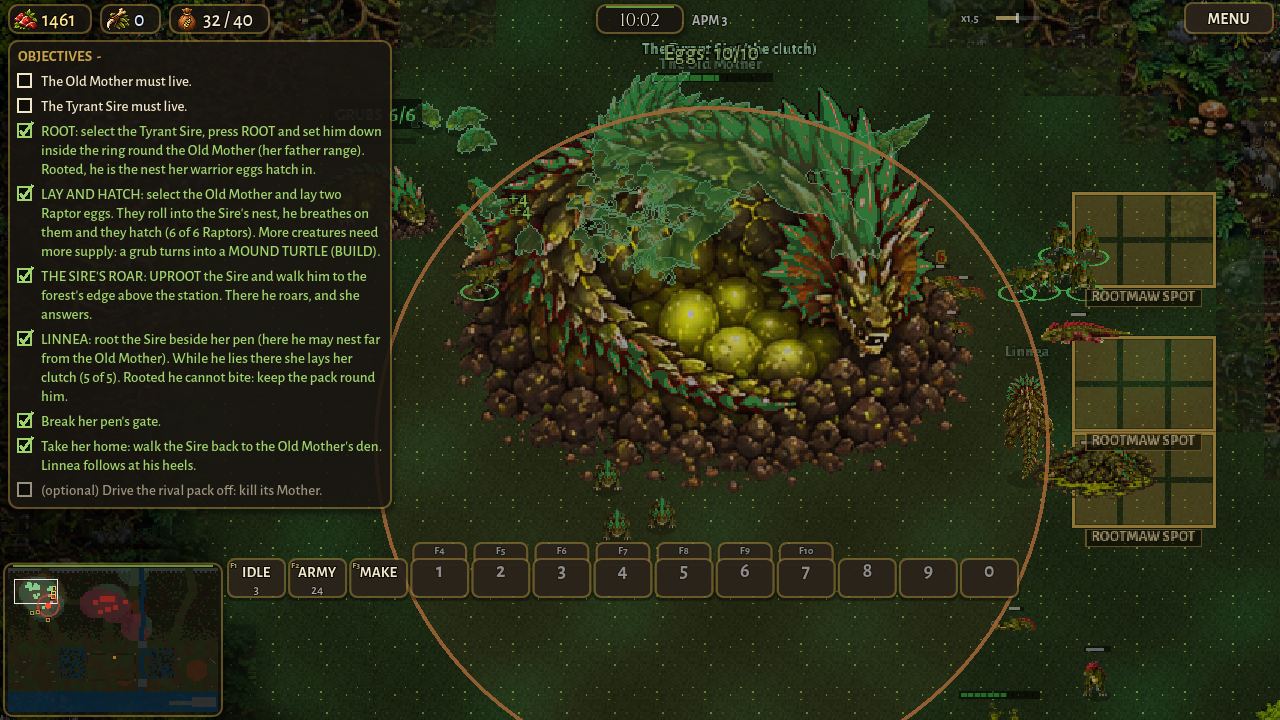 1461
0
32 / 40
10:02
APM 3
x1.5
MENU
OBJECTIVES -
The Old Mother must live.
The Tyrant Sire must live.
ROOT: select the Tyrant Sire, press ROOT and set him down
inside the ring round the Old Mother (her father range).
Rooted, he is the nest her warrior eggs hatch in.
LAY AND HATCH: select the Old Mother and lay two
Raptor eggs. They roll into the Sire's nest, he breathes on
them and they hatch (6 of 6 Raptors). More creatures need
more supply: a grub turns into a MOUND TURTLE (BUILD).
THE SIRE'S ROAR: UPROOT the Sire and walk him to the
forest's edge above the station. There he roars, and she
answers.
LINNEA: root the Sire beside her pen (here he may nest far
from the Old Mother). While he lies there she lays her
clutch (5 of 5). Rooted he cannot bite: keep the pack round
him.
Break her pen's gate.
Take her home: walk the Sire back to the Old Mother's den.
Linnea follows at his heels.
(optional) Drive the rival pack off: kill its Mother.
Eggs: 10/10
The Old Mother
GRUBS 6/6
+4
+4
6
Linnea
ROOTMAW SPOT
ROOTMAW SPOT
ROOTMAW SPOT
F1 IDLE
3
F2 ARMY
24
F3 MAKE
F4 F5 F6 F7 F8 F9 F10
1 2 3 4 5 6 7 8 9 0